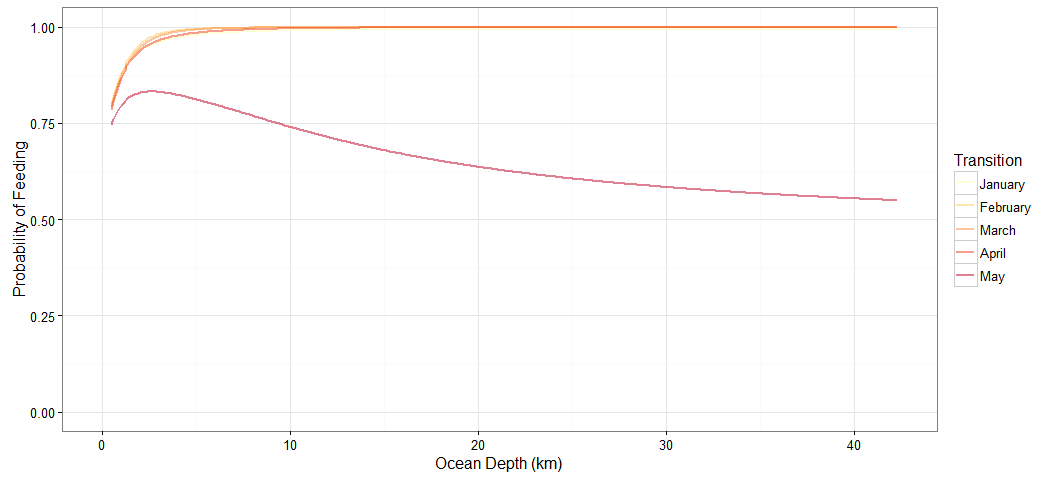 1.00
0.75
0.50
0.25
0.00
Probability of Feeding
0
10
20
30
40
Ocean Depth (km)
Transition
January
February
March
April
May